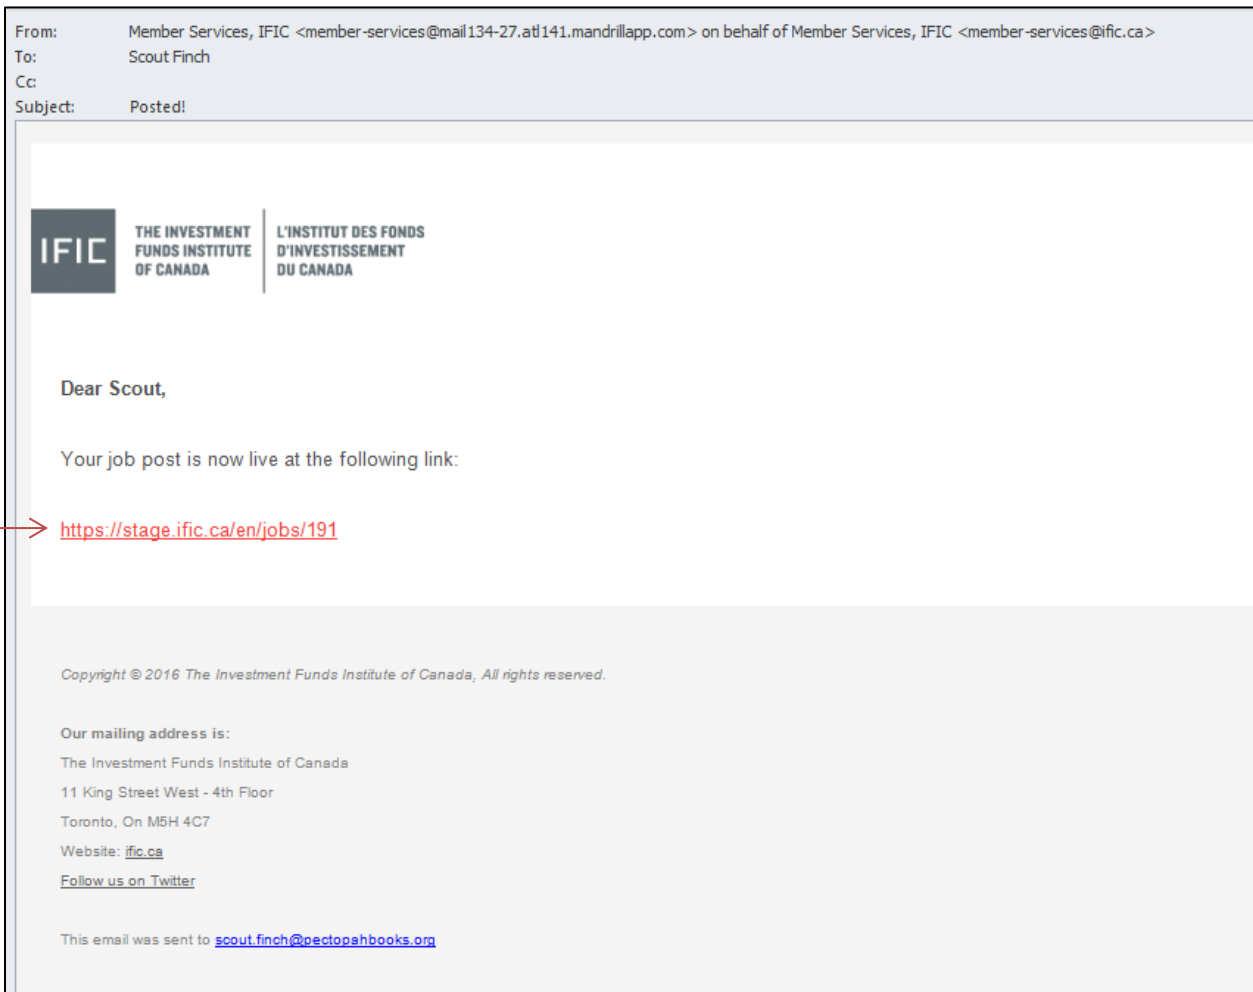 From: Member Services, IFIC <member-services@mail134-27.atl141.mandrillapp.com> on behalf of Member Services, IFIC <member-services@ific.ca>
To: Scout Finch
Cc:
Subject: Posted!
IFIC
THE INVESTMENT
FUNDS INSTITUTE
OF CANADA
L'INSTITUT DES FONDS
D'INVESTISSEMENT
DU CANADA
Dear Scout,
Your job post is now live at the following link:
https://stage.ific.ca/en/jobs/191
Copyright © 2016 The Investment Funds Institute of Canada, All rights reserved.
Our mailing address is:
The Investment Funds Institute of Canada
11 King Street West - 4th Floor
Toronto, On M5H 4C7
Website: ific.ca
Follow us on Twitter
This email was sent to scout.finch@pectopahbooks.org